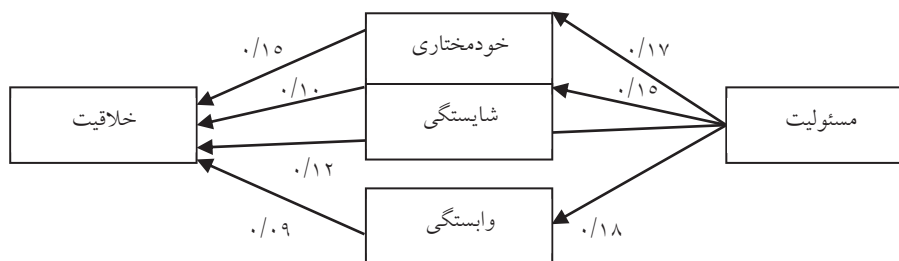 خودمختاری
۰/۱۵
۰/۱۷
۰/۱۰
۰/۱۵
مسئولیت
شایستگی
خلاقیت
۰/۱۲
وابستگی
۰/۱۸
۰/۰۹